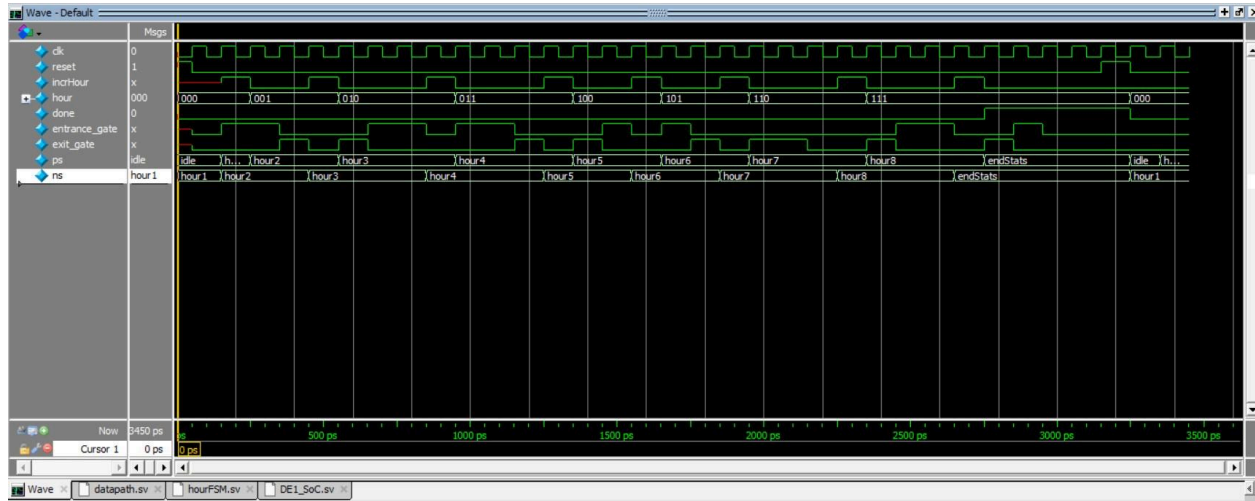 Wave - Default
Msgs
clk 0
reset 1
incrHour x
hour 000 000 001 010 011 100 101 110 111 000
done 0
entrance_gate x
exit_gate x
ps idle idle h... hour2 hour3 hour4 hour5 hour6 hour7 hour8 endStats idle h...
ns hour1 hour1 hour2 hour3 hour4 hour5 hour6 hour7 hour8 endStats hour1
Now 3450 ps ps 500 ps 1000 ps 1500 ps 2000 ps 2500 ps 3000 ps 3500 ps
Cursor 1 0 ps 0 ps
Wave datapath.sv hourFSM.sv DE1_SoC.sv